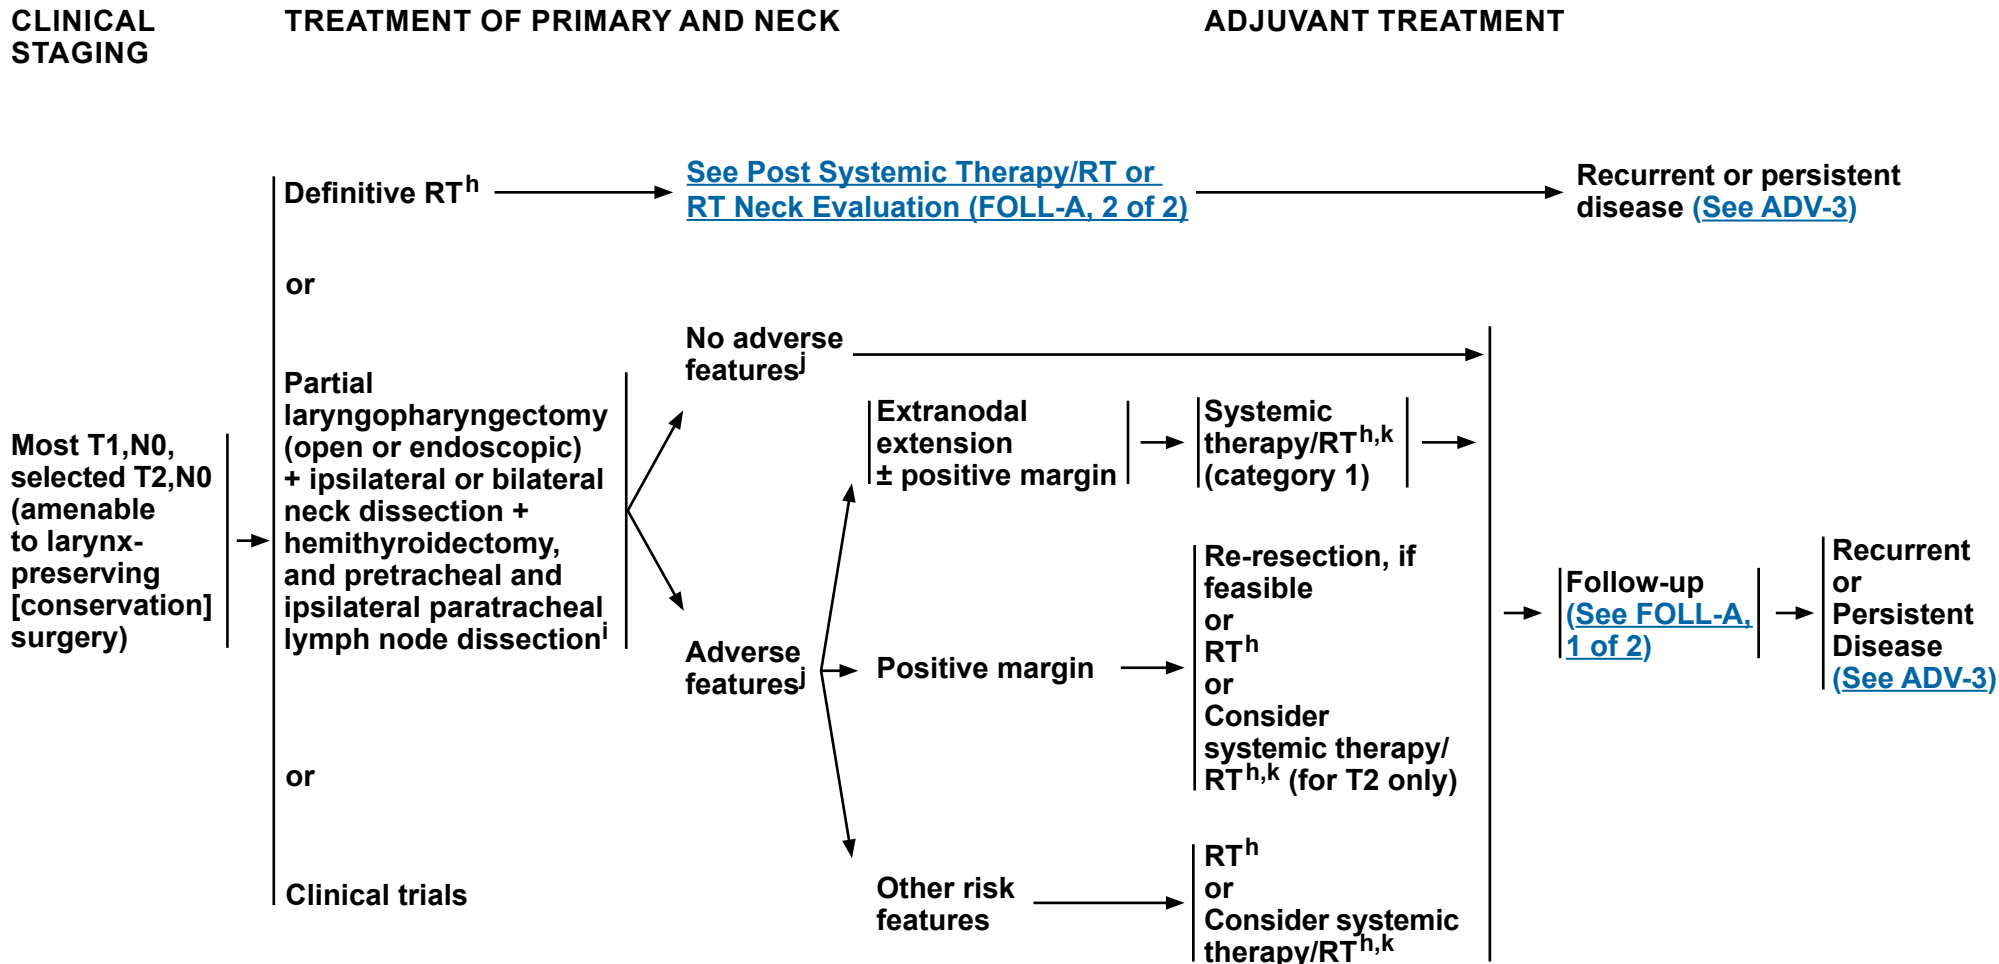 CLINICAL
STAGING
TREATMENT OF PRIMARY AND NECK
ADJUVANT TREATMENT
Most T1,N0,
selected T2,N0
(amenable
to larynx-
preserving
[conservation]
surgery)
Definitive RTh
See Post Systemic Therapy/RT or
RT Neck Evaluation (FOLL-A, 2 of 2)
Recurrent or persistent
disease (See ADV-3)
or
Partial
laryngopharyngectomy
(open or endoscopic)
+ ipsilateral or bilateral
neck dissection +
hemithyroidectomy,
and pretracheal and
ipsilateral paratracheal
lymph node dissectioni
No adverse
featuresj
Adverse
featuresj
Extranodal
extension
± positive margin
Systemic
therapy/RTh,k
(category 1)
Positive margin
Re-resection, if
feasible
or
RTh
or
Consider
systemic therapy/
RTh,k (for T2 only)
Other risk
features
RTh
or
Consider systemic
therapy/RTh,k
Follow-up
(See FOLL-A,
1 of 2)
Recurrent
or
Persistent
Disease
(See ADV-3)
or
Clinical trials